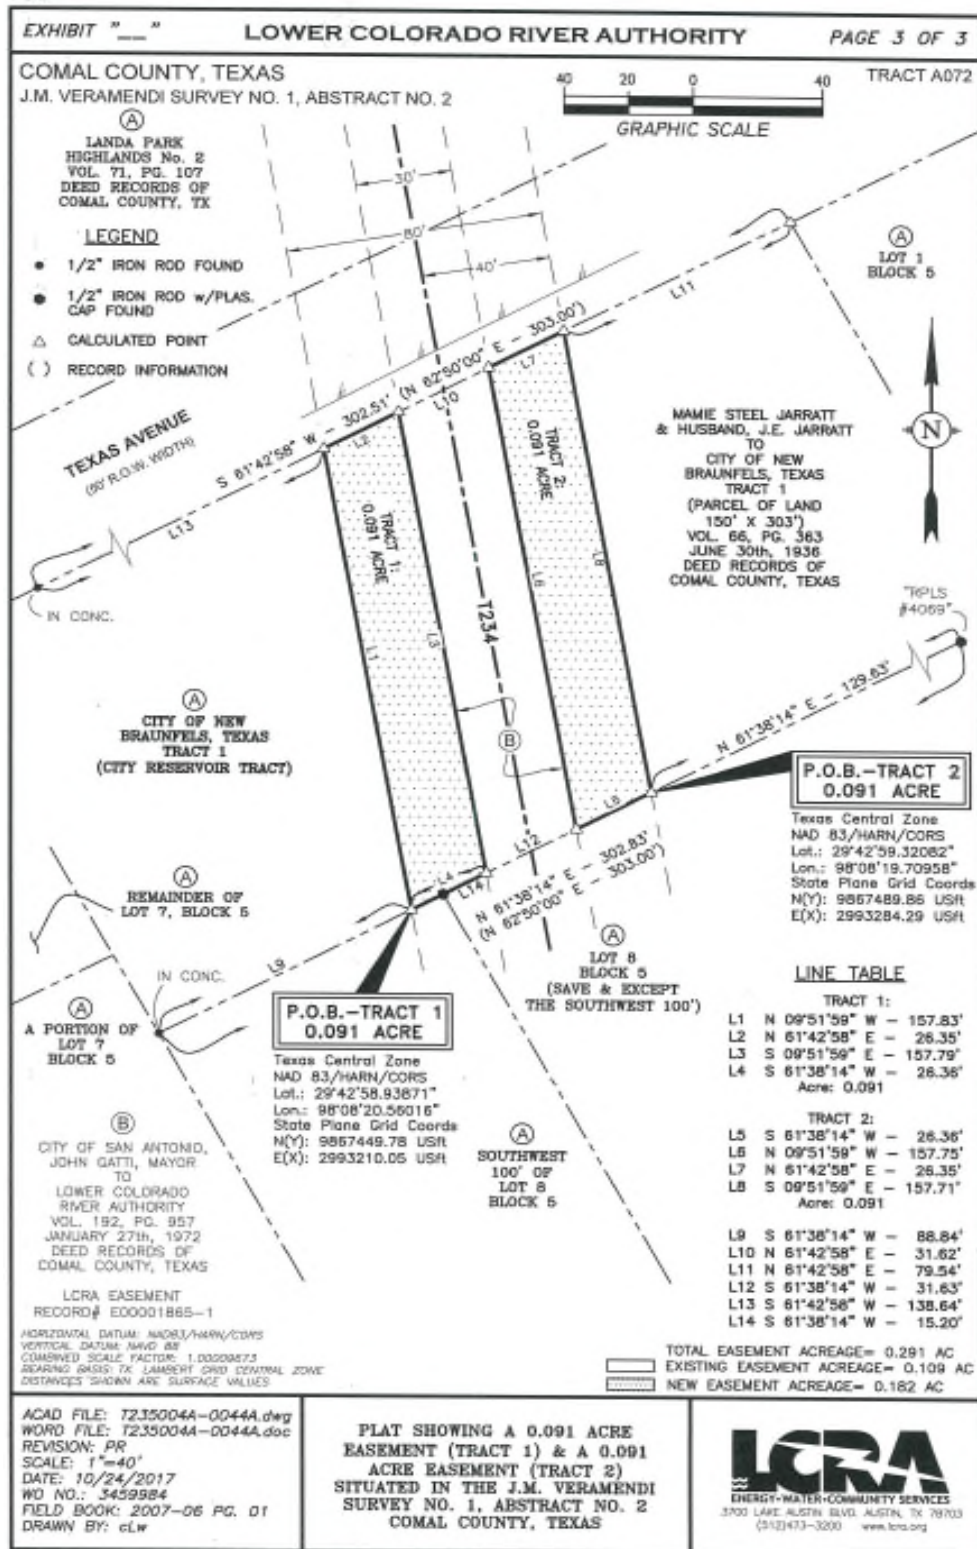 EXHIBIT "__"
LOWER COLORADO RIVER AUTHORITY
PAGE 3 OF 3
COMAL COUNTY, TEXAS
J.M. VERAMENDI SURVEY NO. 1, ABSTRACT NO. 2
40 20 0 40
GRAPHIC SCALE
TRACT A072
A
LANDA PARK
HIGHLANDS No. 2
VOL. 71, PG. 107
DEED RECORDS OF
COMAL COUNTY, TX
LEGEND
1/2" IRON ROD FOUND
1/2" IRON ROD w/PLAS.
CAP FOUND
CALCULATED POINT
( ) RECORD INFORMATION
30'
80'
40'
A
LOT 1
BLOCK 5
L11
TEXAS AVENUE
(50' R.O.W. WIDTH)
S 61°42'58" W - 302.51' (N 62°50'00" E - 303.00')
L2
L10
L7
L13
IN CONC.
TRACT 1:
0.091 ACRE
TRACT 2:
0.091 ACRE
L1
L3
T234
L6
L8
B
MAMIE STEEL JARRATT
& HUSBAND, J.E. JARRATT
TO
CITY OF NEW
BRAUNFELS, TEXAS
TRACT 1
(PARCEL OF LAND
150' X 303')
VOL. 66, PG. 363
JUNE 30th, 1936
DEED RECORDS OF
COMAL COUNTY, TEXAS
N
"RPLS
#4069"
N 61°38'14" E - 129.63'
A
CITY OF NEW
BRAUNFELS, TEXAS
TRACT 1
(CITY RESERVOIR TRACT)
P.O.B.-TRACT 2
0.091 ACRE
Texas Central Zone
NAD 83/HARN/CORS
Lat.: 29°42'59.32082"
Lon.: 98°08'19.70958"
State Plane Grid Coords
N(Y): 9867489.86 USft
E(X): 2993284.29 USft
L5
L12
L4
L14
N 61°38'14" E - 302.83'
(N 62°50'00" E - 303.00')
A
REMAINDER OF
LOT 7, BLOCK 5
IN CONC.
L9
A
LOT 8
BLOCK 5
(SAVE & EXCEPT
THE SOUTHWEST 100')
A
A PORTION OF
LOT 7
BLOCK 5
P.O.B.-TRACT 1
0.091 ACRE
Texas Central Zone
NAD 83/HARN/CORS
Lat.: 29°42'58.93871"
Lon.: 98°08'20.56016"
State Plane Grid Coords
N(Y): 9867449.78 USft
E(X): 2993210.05 USft
A
SOUTHWEST
100' OF
LOT 8
BLOCK 5
B
CITY OF SAN ANTONIO,
JOHN GATTI, MAYOR
TO
LOWER COLORADO
RIVER AUTHORITY
VOL. 192, PG. 957
JANUARY 27th, 1972
DEED RECORDS OF
COMAL COUNTY, TEXAS
LCRA EASEMENT
RECORD# E00001865-1
HORIZONTAL DATUM: NAD83/HARN/CORS
VERTICAL DATUM: NAVD 88
COMBINED SCALE FACTOR: 1.00009673
BEARING BASIS: TX. LAMBERT GRID CENTRAL ZONE
DISTANCES SHOWN ARE SURFACE VALUES
LINE TABLE
TRACT 1:
L1 N 09°51'59" W - 157.83'
L2 N 61°42'58" E - 26.35'
L3 S 09°51'59" E - 157.79'
L4 S 61°38'14" W - 26.36'
Acre: 0.091
TRACT 2:
L5 S 61°38'14" W - 26.36'
L6 N 09°51'59" W - 157.75'
L7 N 61°42'58" E - 26.35'
L8 S 09°51'59" E - 157.71'
Acre: 0.091
L9 S 61°38'14" W - 88.84'
L10 N 61°42'58" E - 31.62'
L11 N 61°42'58" E - 79.54'
L12 S 61°38'14" W - 31.63'
L13 S 61°42'58" W - 138.64'
L14 S 61°38'14" W - 15.20'
TOTAL EASEMENT ACREAGE= 0.291 AC
EXISTING EASEMENT ACREAGE= 0.109 AC
NEW EASEMENT ACREAGE= 0.182 AC
ACAD FILE: T235004A-0044A.dwg
WORD FILE: T235004A-0044A.doc
REVISION: PR
SCALE: 1"=40'
DATE: 10/24/2017
WO NO.: 3459984
FIELD BOOK: 2007-06 PG. 01
DRAWN BY: cLw
PLAT SHOWING A 0.091 ACRE
EASEMENT (TRACT 1) & A 0.091
ACRE EASEMENT (TRACT 2)
SITUATED IN THE J.M. VERAMENDI
SURVEY NO. 1, ABSTRACT NO. 2
COMAL COUNTY, TEXAS
LCRA
ENERGY•WATER•COMMUNITY SERVICES
3700 LAKE AUSTIN BLVD. AUSTIN, TX 78703
(512)473-3200 www.lcra.org